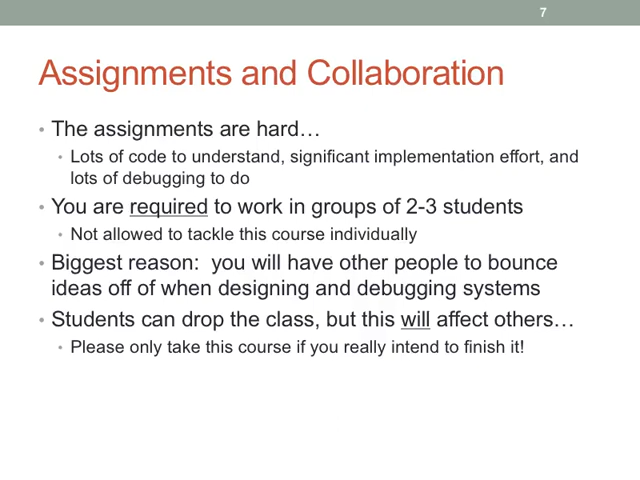 7
Assignments and Collaboration
• The assignments are hard…
• Lots of code to understand, significant implementation effort, and
lots of debugging to do
• You are required to work in groups of 2-3 students
• Not allowed to tackle this course individually
• Biggest reason:  you will have other people to bounce
ideas off of when designing and debugging systems
• Students can drop the class, but this will affect others…
• Please only take this course if you really intend to finish it!